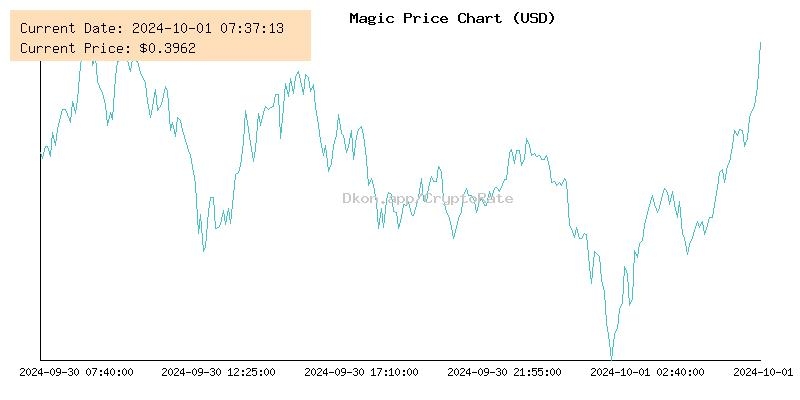 Magic Price Chart (USD)
Current Date: 2024-10-01 07:37:13
Current Price: $0.3962
Dkon.app/CryptoRate
2024-09-30 07:40:00 2024-09-30 12:25:00 2024-09-30 17:10:00 2024-09-30 21:55:00 2024-10-01 02:40:00 2024-10-01